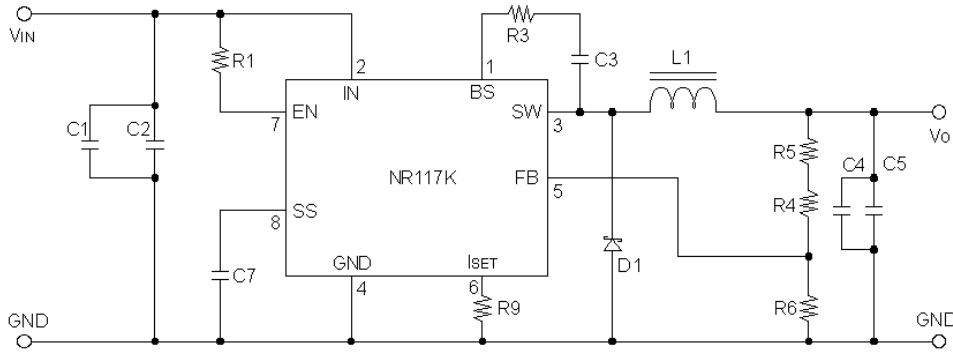 VIN
R1
R3
C3
L1
1
2
IN
BS
EN
7
SW
3
C1
C2
Vo
R5
NR117K
FB
5
C4
C5
R4
SS
8
D1
C7
GND
ISET
4
6
R9
R6
GND
GND